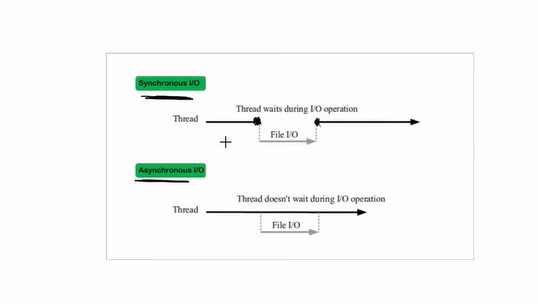 Synchronous I/O
Thread waits during I/O operation
Thread
File I/O
Asynchronous I/O
Thread doesn't wait during I/O operation
Thread
File I/O